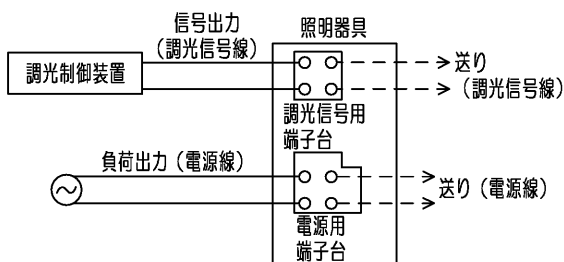 信号出力
(調光信号線)
照明器具
調光制御装置
送り
(調光信号線)
調光信号用
端子台
負荷出力(電源線)
送り(電源線)
電源用
端子台